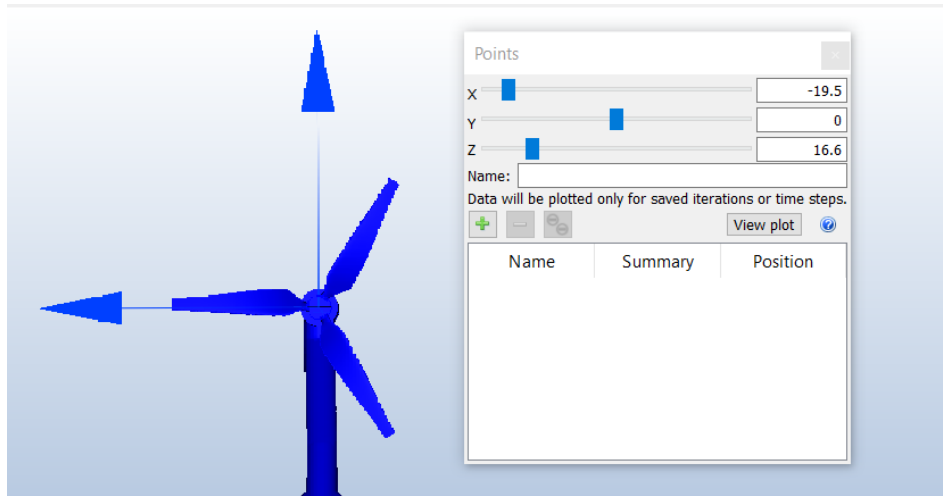 Points
X -19.5
Y 0
Z 16.6
Name:
Data will be plotted only for saved iterations or time steps.
View plot
Name Summary Position